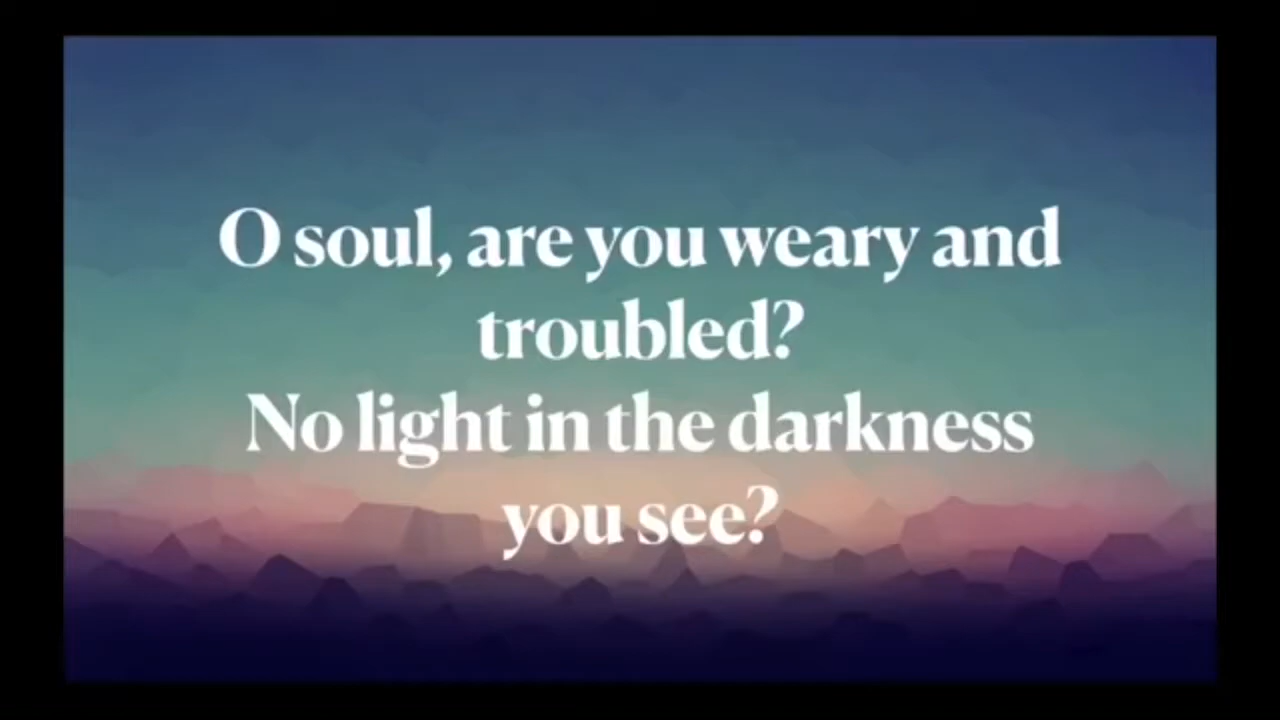 O soul, are you weary and
troubled?
No light in the darkness
you see?